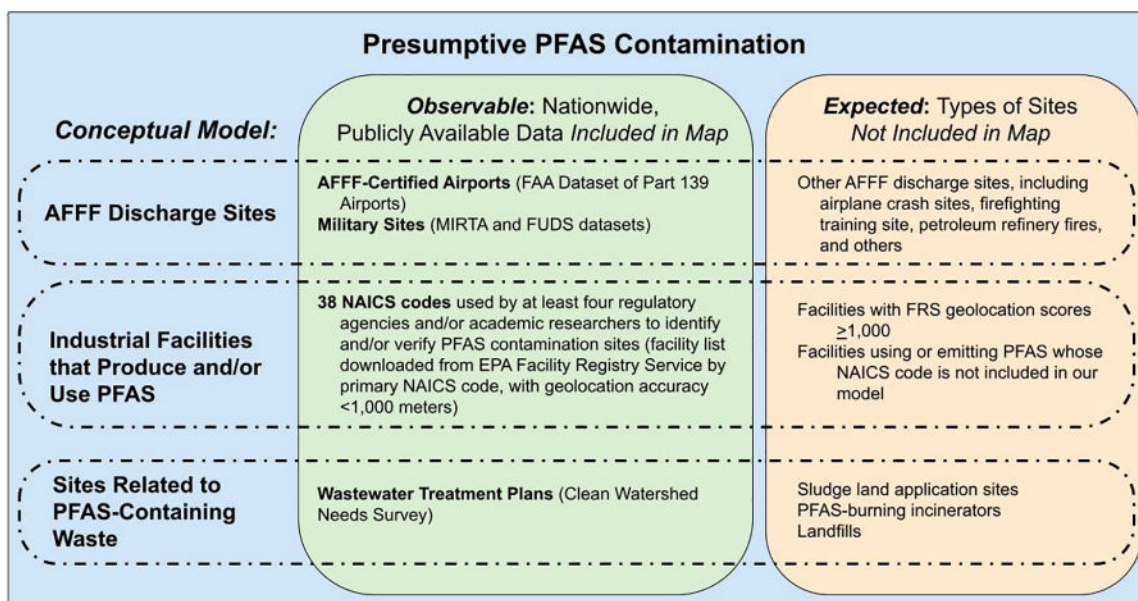 Presumptive PFAS Contamination
Conceptual Model:
Observable: Nationwide,
Publicly Available Data Included in Map
Expected: Types of Sites
Not Included in Map
AFFF Discharge Sites
AFFF-Certified Airports (FAA Dataset of Part 139
Airports)
Military Sites (MIRTA and FUDS datasets)
Other AFFF discharge sites, including
airplane crash sites, firefighting
training site, petroleum refinery fires,
and others
Industrial Facilities
that Produce and/or
Use PFAS
38 NAICS codes used by at least four regulatory
agencies and/or academic researchers to identify
and/or verify PFAS contamination sites (facility list
downloaded from EPA Facility Registry Service by
primary NAICS code, with geolocation accuracy
<1,000 meters)
Facilities with FRS geolocation scores
≥1,000
Facilities using or emitting PFAS whose
NAICS code is not included in our
model
Sites Related to
PFAS-Containing
Waste
Wastewater Treatment Plans (Clean Watershed
Needs Survey)
Sludge land application sites
PFAS-burning incinerators
Landfills